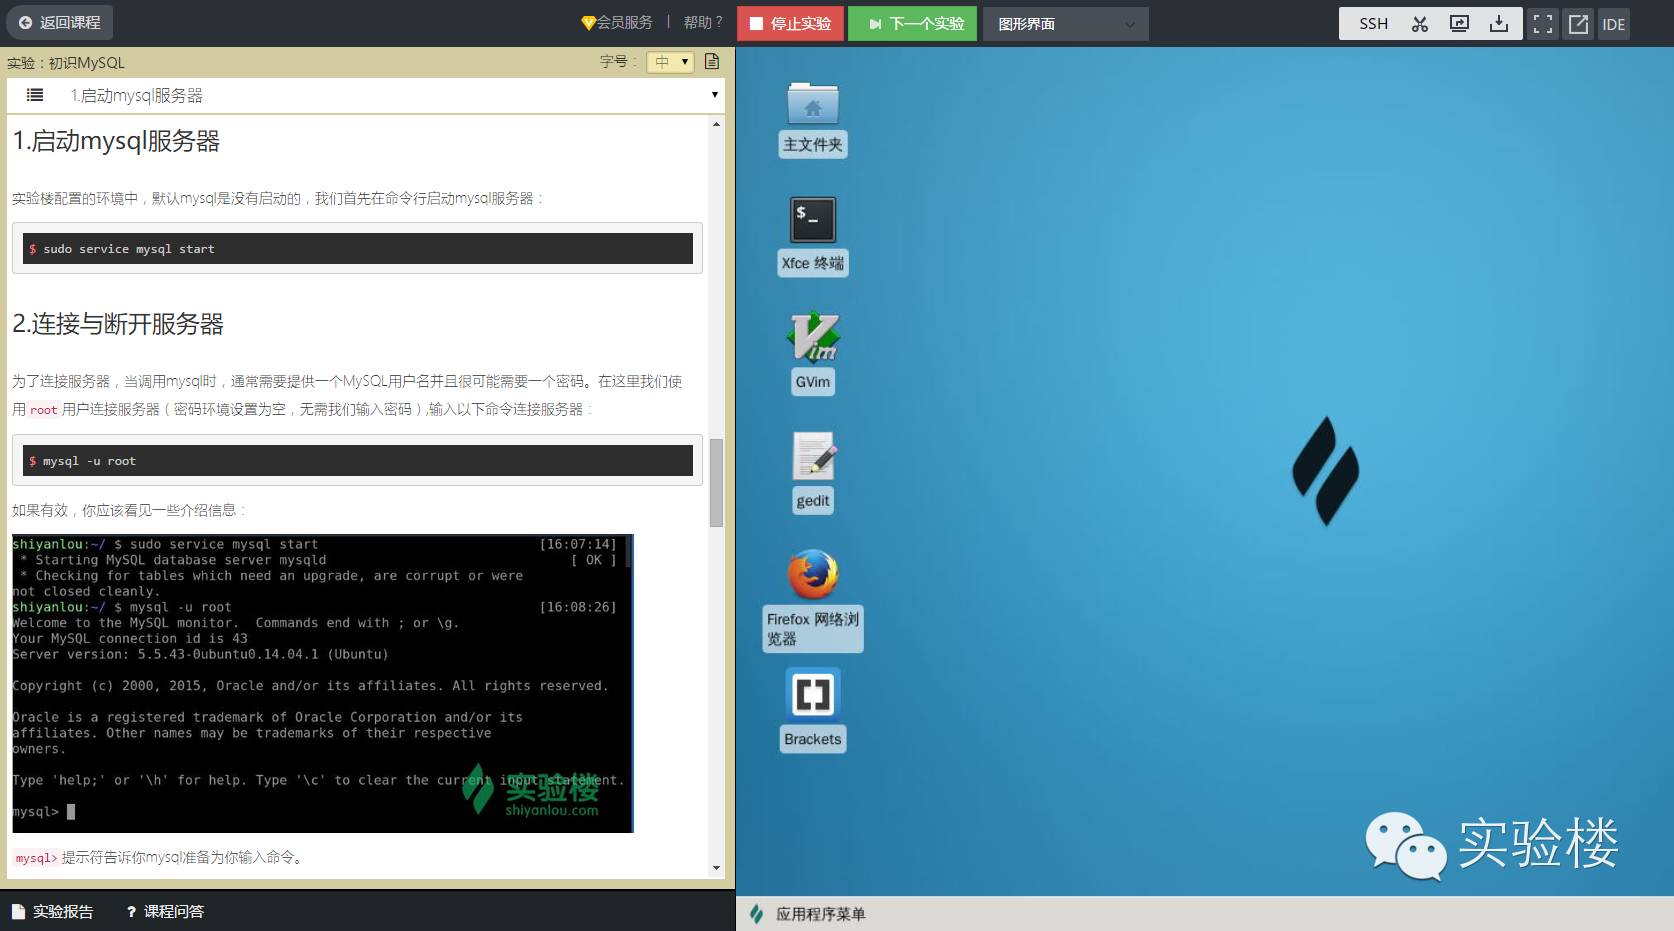 返回课程
会员服务 | 帮助？
停止实验
下一个实验
图形界面
SSH
IDE
实验：初识MySQL
字号： 中
1.启动mysql服务器
1.启动mysql服务器
实验楼配置的环境中，默认mysql是没有启动的，我们首先在命令行启动mysql服务器：
$ sudo service mysql start
2.连接与断开服务器
为了连接服务器，当调用mysql时，通常需要提供一个MySQL用户名并且很可能需要一个密码。在这里我们使
用 root 用户连接服务器（密码环境设置为空，无需我们输入密码）,输入以下命令连接服务器：
$ mysql -u root
如果有效，你应该看见一些介绍信息：
shiyanlou:~/ $ sudo service mysql start [16:07:14]
* Starting MySQL database server mysqld [ OK ]
* Checking for tables which need an upgrade, are corrupt or were
not closed cleanly.
shiyanlou:~/ $ mysql -u root [16:08:26]
Welcome to the MySQL monitor.  Commands end with ; or \g.
Your MySQL connection id is 43
Server version: 5.5.43-0ubuntu0.14.04.1 (Ubuntu)
Copyright (c) 2000, 2015, Oracle and/or its affiliates. All rights reserved.
Oracle is a registered trademark of Oracle Corporation and/or its
affiliates. Other names may be trademarks of their respective
owners.
Type 'help;' or '\h' for help. Type '\c' to clear the current input statement.
mysql>
实验楼
shiyanlou.com
mysql> 提示符告诉你mysql准备为你输入命令。
实验报告
? 课程问答
主文件夹
$_
Xfce 终端
Vim
GVim
gedit
Firefox 网络浏
览器
Brackets
实验楼
应用程序菜单